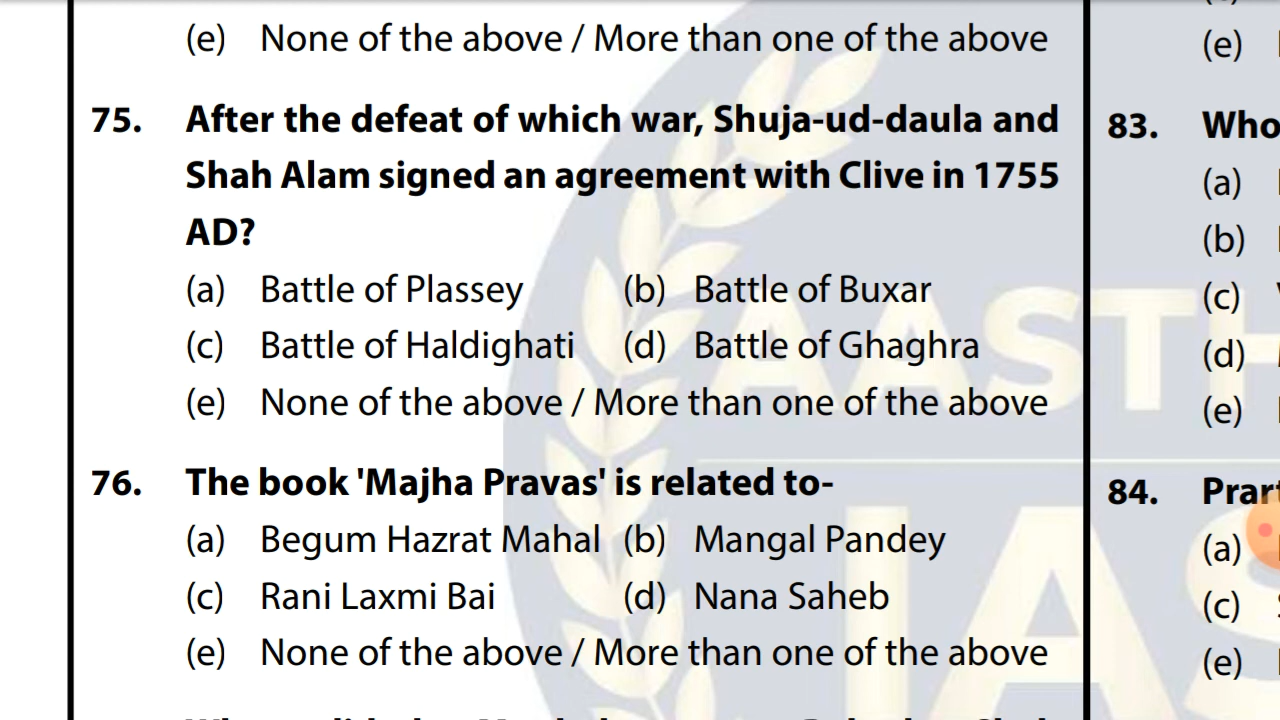 (e) None of the above / More than one of the above
75. After the defeat of which war, Shuja-ud-daula and
Shah Alam signed an agreement with Clive in 1755
AD?
(a) Battle of Plassey (b) Battle of Buxar
(c) Battle of Haldighati (d) Battle of Ghaghra
(e) None of the above / More than one of the above
76. The book 'Majha Pravas' is related to-
(a) Begum Hazrat Mahal (b) Mangal Pandey
(c) Rani Laxmi Bai (d) Nana Saheb
(e) None of the above / More than one of the above
(e)
83. Who
(a)
(b)
(c)
(d)
(e)
84.
(a)
(c)
(e)
AASTH
IAS